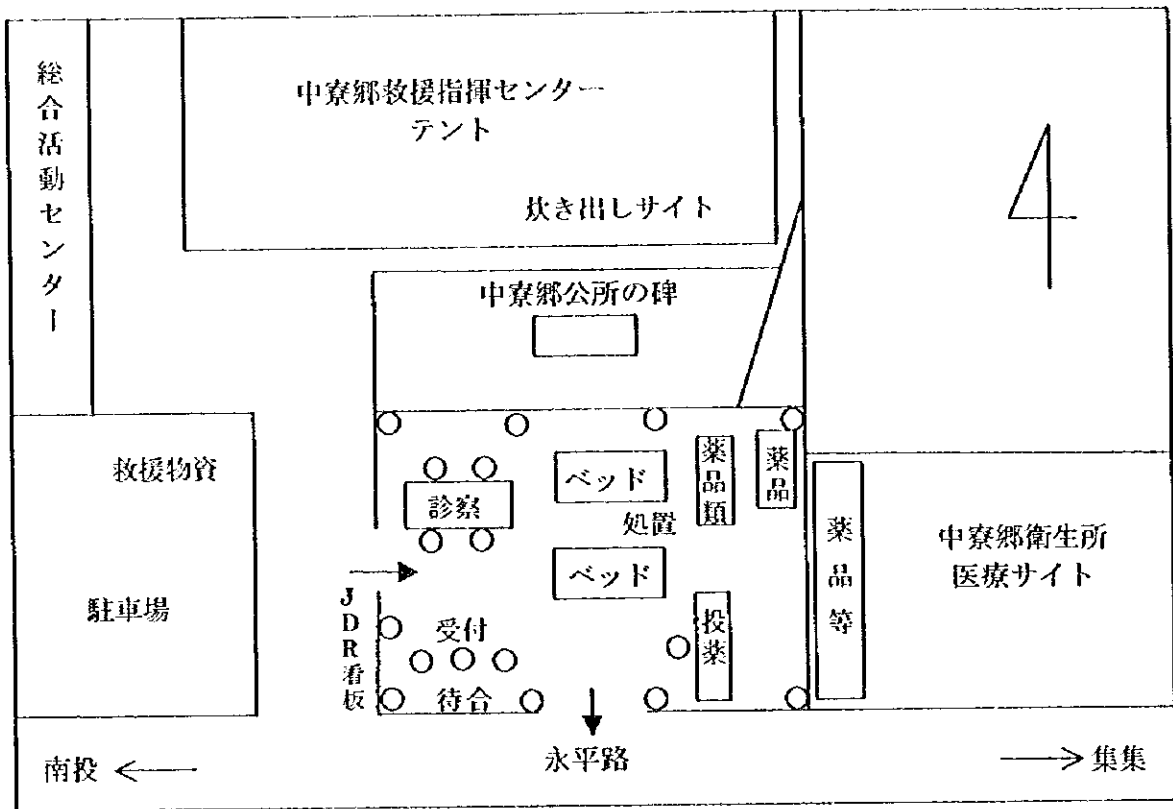 総合活動センター
中寮郷救援指揮センター
テント
炊き出しサイト
中寮郷公所の碑
救援物資
駐車場
診察
ベッド
処置
ベッド
薬品類
薬品
薬品等
中寮郷衛生所
医療サイト
JDR看板
受付
待合
投薬
南投
永平路
集集